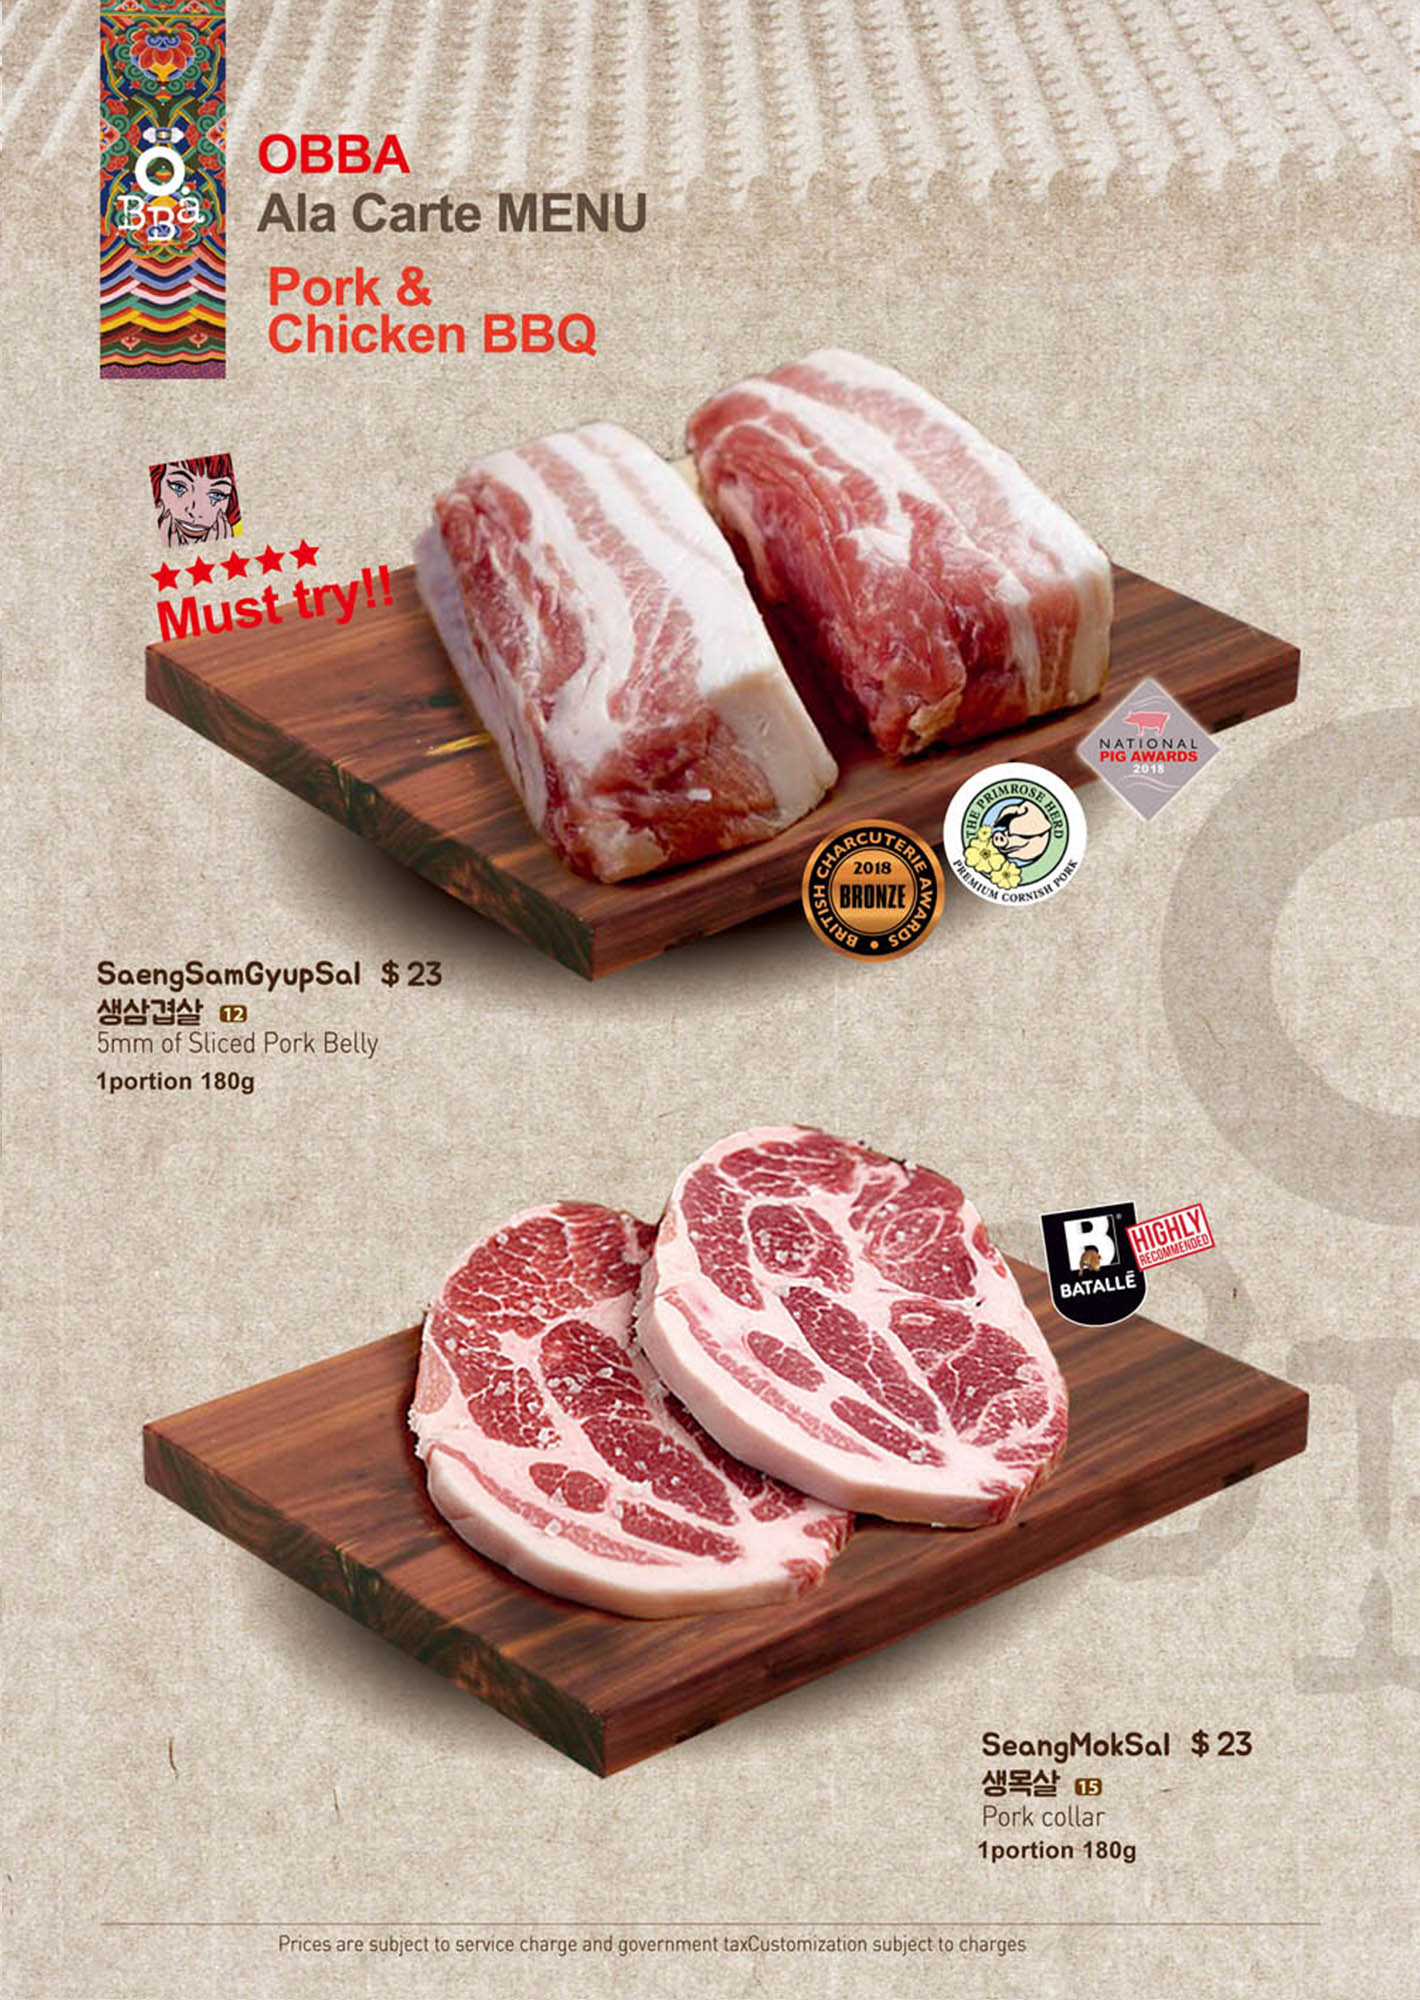 O.
BBa
OBBA
Ala Carte MENU
Pork &
Chicken BBQ
Must try!!
NATIONAL
PIG AWARDS
2018
THE PRIMROSE HERD
PREMIUM CORNISH PORK
BRITISH CHARCUTERIE AWARDS
2018
BRONZE
SaengSamGyupSal $ 23
생삼겹살 12
5mm of Sliced Pork Belly
1portion 180g
B
BATALLÉ
HIGHLY
RECOMMENDED
SeangMokSal $ 23
생목살 15
Pork collar
1portion 180g
Prices are subject to service charge and government taxCustomization subject to charges